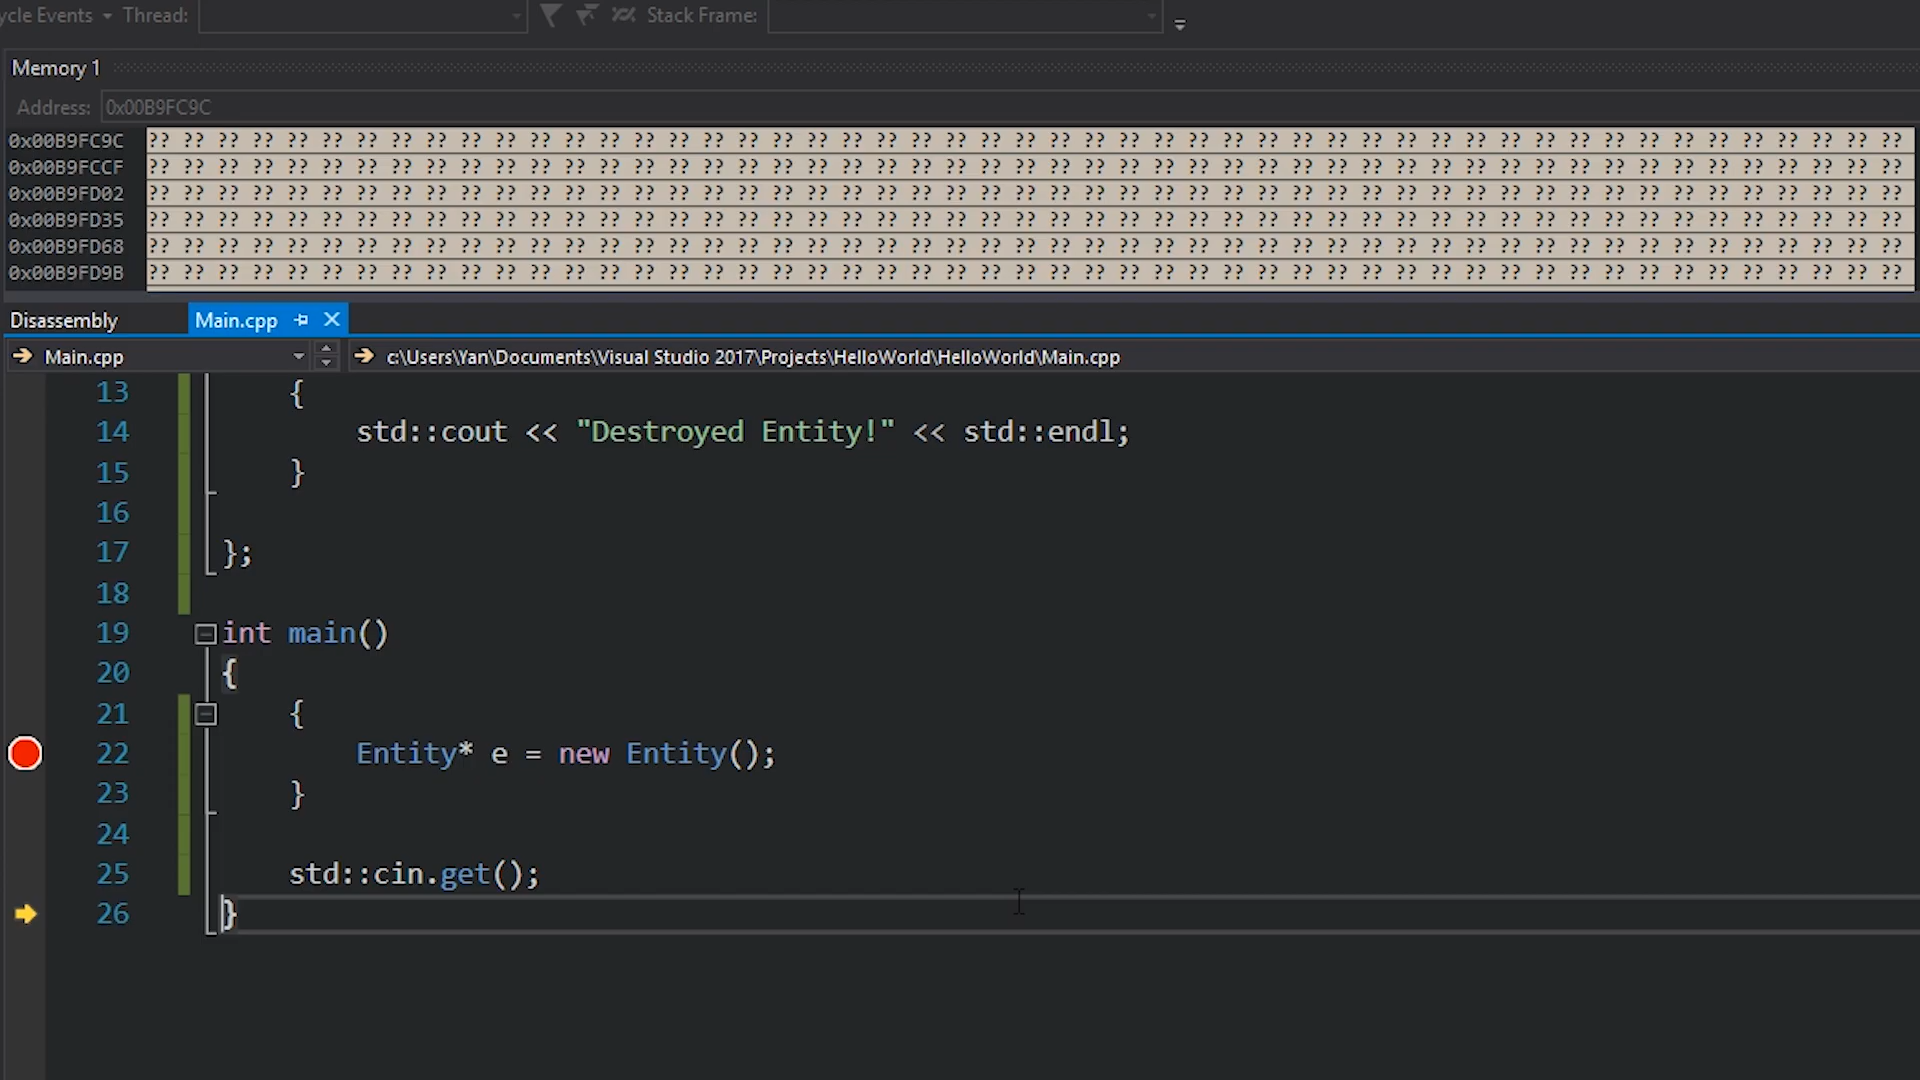 cycle Events Thread: Stack Frame:
Memory 1
Address: 0x00B9FC9C
0x00B9FC9C ?? ?? ?? ?? ?? ?? ?? ?? ?? ?? ?? ?? ?? ?? ?? ?? ?? ?? ?? ?? ?? ?? ?? ?? ?? ?? ?? ?? ?? ?? ?? ?? ?? ?? ?? ?? ?? ?? ?? ?? ?? ?? ?? ?? ?? ?? ?? ?? ?? ?? ??
0x00B9FCCF ?? ?? ?? ?? ?? ?? ?? ?? ?? ?? ?? ?? ?? ?? ?? ?? ?? ?? ?? ?? ?? ?? ?? ?? ?? ?? ?? ?? ?? ?? ?? ?? ?? ?? ?? ?? ?? ?? ?? ?? ?? ?? ?? ?? ?? ?? ?? ?? ?? ?? ??
0x00B9FD02 ?? ?? ?? ?? ?? ?? ?? ?? ?? ?? ?? ?? ?? ?? ?? ?? ?? ?? ?? ?? ?? ?? ?? ?? ?? ?? ?? ?? ?? ?? ?? ?? ?? ?? ?? ?? ?? ?? ?? ?? ?? ?? ?? ?? ?? ?? ?? ?? ?? ?? ??
0x00B9FD35 ?? ?? ?? ?? ?? ?? ?? ?? ?? ?? ?? ?? ?? ?? ?? ?? ?? ?? ?? ?? ?? ?? ?? ?? ?? ?? ?? ?? ?? ?? ?? ?? ?? ?? ?? ?? ?? ?? ?? ?? ?? ?? ?? ?? ?? ?? ?? ?? ?? ?? ??
0x00B9FD68 ?? ?? ?? ?? ?? ?? ?? ?? ?? ?? ?? ?? ?? ?? ?? ?? ?? ?? ?? ?? ?? ?? ?? ?? ?? ?? ?? ?? ?? ?? ?? ?? ?? ?? ?? ?? ?? ?? ?? ?? ?? ?? ?? ?? ?? ?? ?? ?? ?? ?? ??
0x00B9FD9B ?? ?? ?? ?? ?? ?? ?? ?? ?? ?? ?? ?? ?? ?? ?? ?? ?? ?? ?? ?? ?? ?? ?? ?? ?? ?? ?? ?? ?? ?? ?? ?? ?? ?? ?? ?? ?? ?? ?? ?? ?? ?? ?? ?? ?? ?? ?? ?? ?? ?? ??
Disassembly Main.cpp
Main.cpp c:\Users\Yan\Documents\Visual Studio 2017\Projects\HelloWorld\HelloWorld\Main.cpp
13 {
14 std::cout << "Destroyed Entity!" << std::endl;
15 }
16
17 };
18
19 int main()
20 {
21 {
22 Entity* e = new Entity();
23 }
24
25 std::cin.get();
26 }